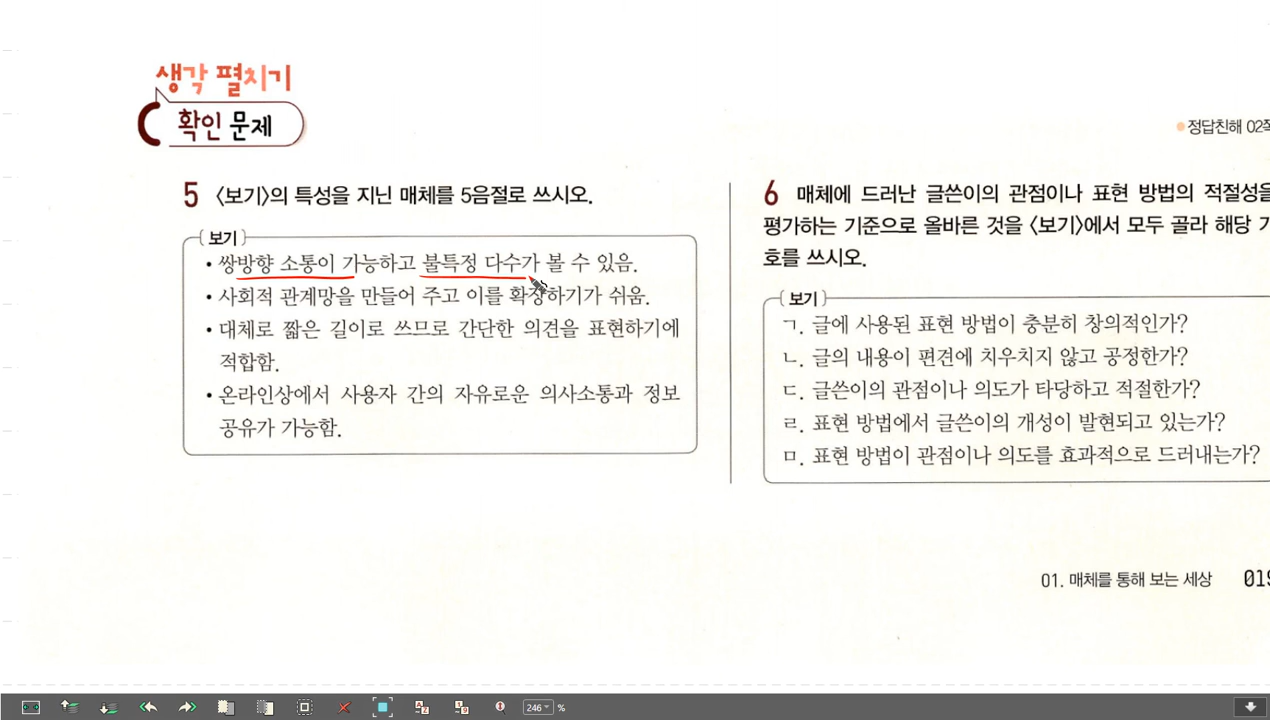 생각 펼치기
확인 문제
정답친해 02쪽
5 〈보기〉의 특성을 지닌 매체를 5음절로 쓰시오.
보기
• 쌍방향 소통이 가능하고 불특정 다수가 볼 수 있음.
• 사회적 관계망을 만들어 주고 이를 확장하기가 쉬움.
• 대체로 짧은 길이로 쓰므로 간단한 의견을 표현하기에
적합함.
• 온라인상에서 사용자 간의 자유로운 의사소통과 정보
공유가 가능함.
6 매체에 드러난 글쓴이의 관점이나 표현 방법의 적절성을
평가하는 기준으로 올바른 것을 〈보기〉에서 모두 골라 해당 기
호를 쓰시오.
보기
ㄱ. 글에 사용된 표현 방법이 충분히 창의적인가?
ㄴ. 글의 내용이 편견에 치우치지 않고 공정한가?
ㄷ. 글쓴이의 관점이나 의도가 타당하고 적절한가?
ㄹ. 표현 방법에서 글쓴이의 개성이 발현되고 있는가?
ㅁ. 표현 방법이 관점이나 의도를 효과적으로 드러내는가?
01. 매체를 통해 보는 세상 019
246 %